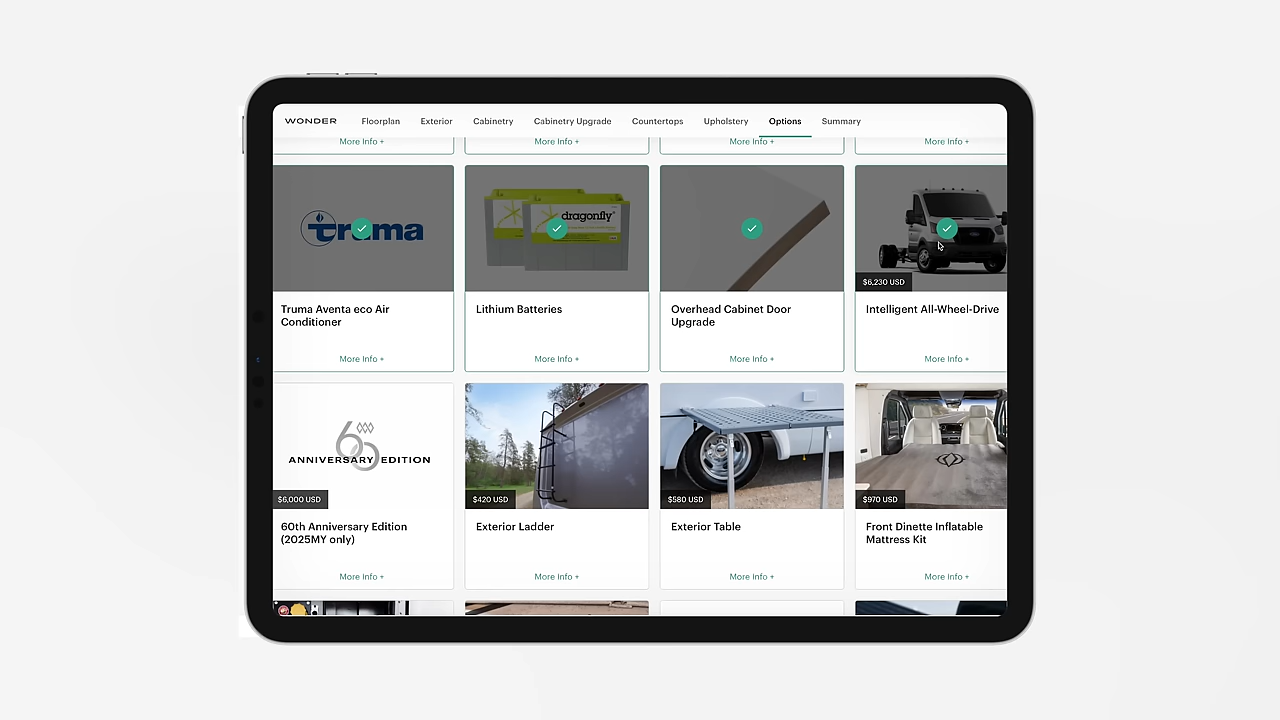 WONDER Floorplan Exterior Cabinetry Cabinetry Upgrade Countertops Upholstery Options Summary
More Info + More Info + More Info + More Info +
truma
dragonfly
$6,230 USD
Truma Aventa eco Air
Conditioner
Lithium Batteries
Overhead Cabinet Door
Upgrade
Intelligent All-Wheel-Drive
More Info + More Info + More Info + More Info +
60
ANNIVERSARY EDITION
$6,000 USD
$420 USD
$580 USD
$970 USD
60th Anniversary Edition
(2025MY only)
Exterior Ladder
Exterior Table
Front Dinette Inflatable
Mattress Kit
More Info + More Info + More Info + More Info +